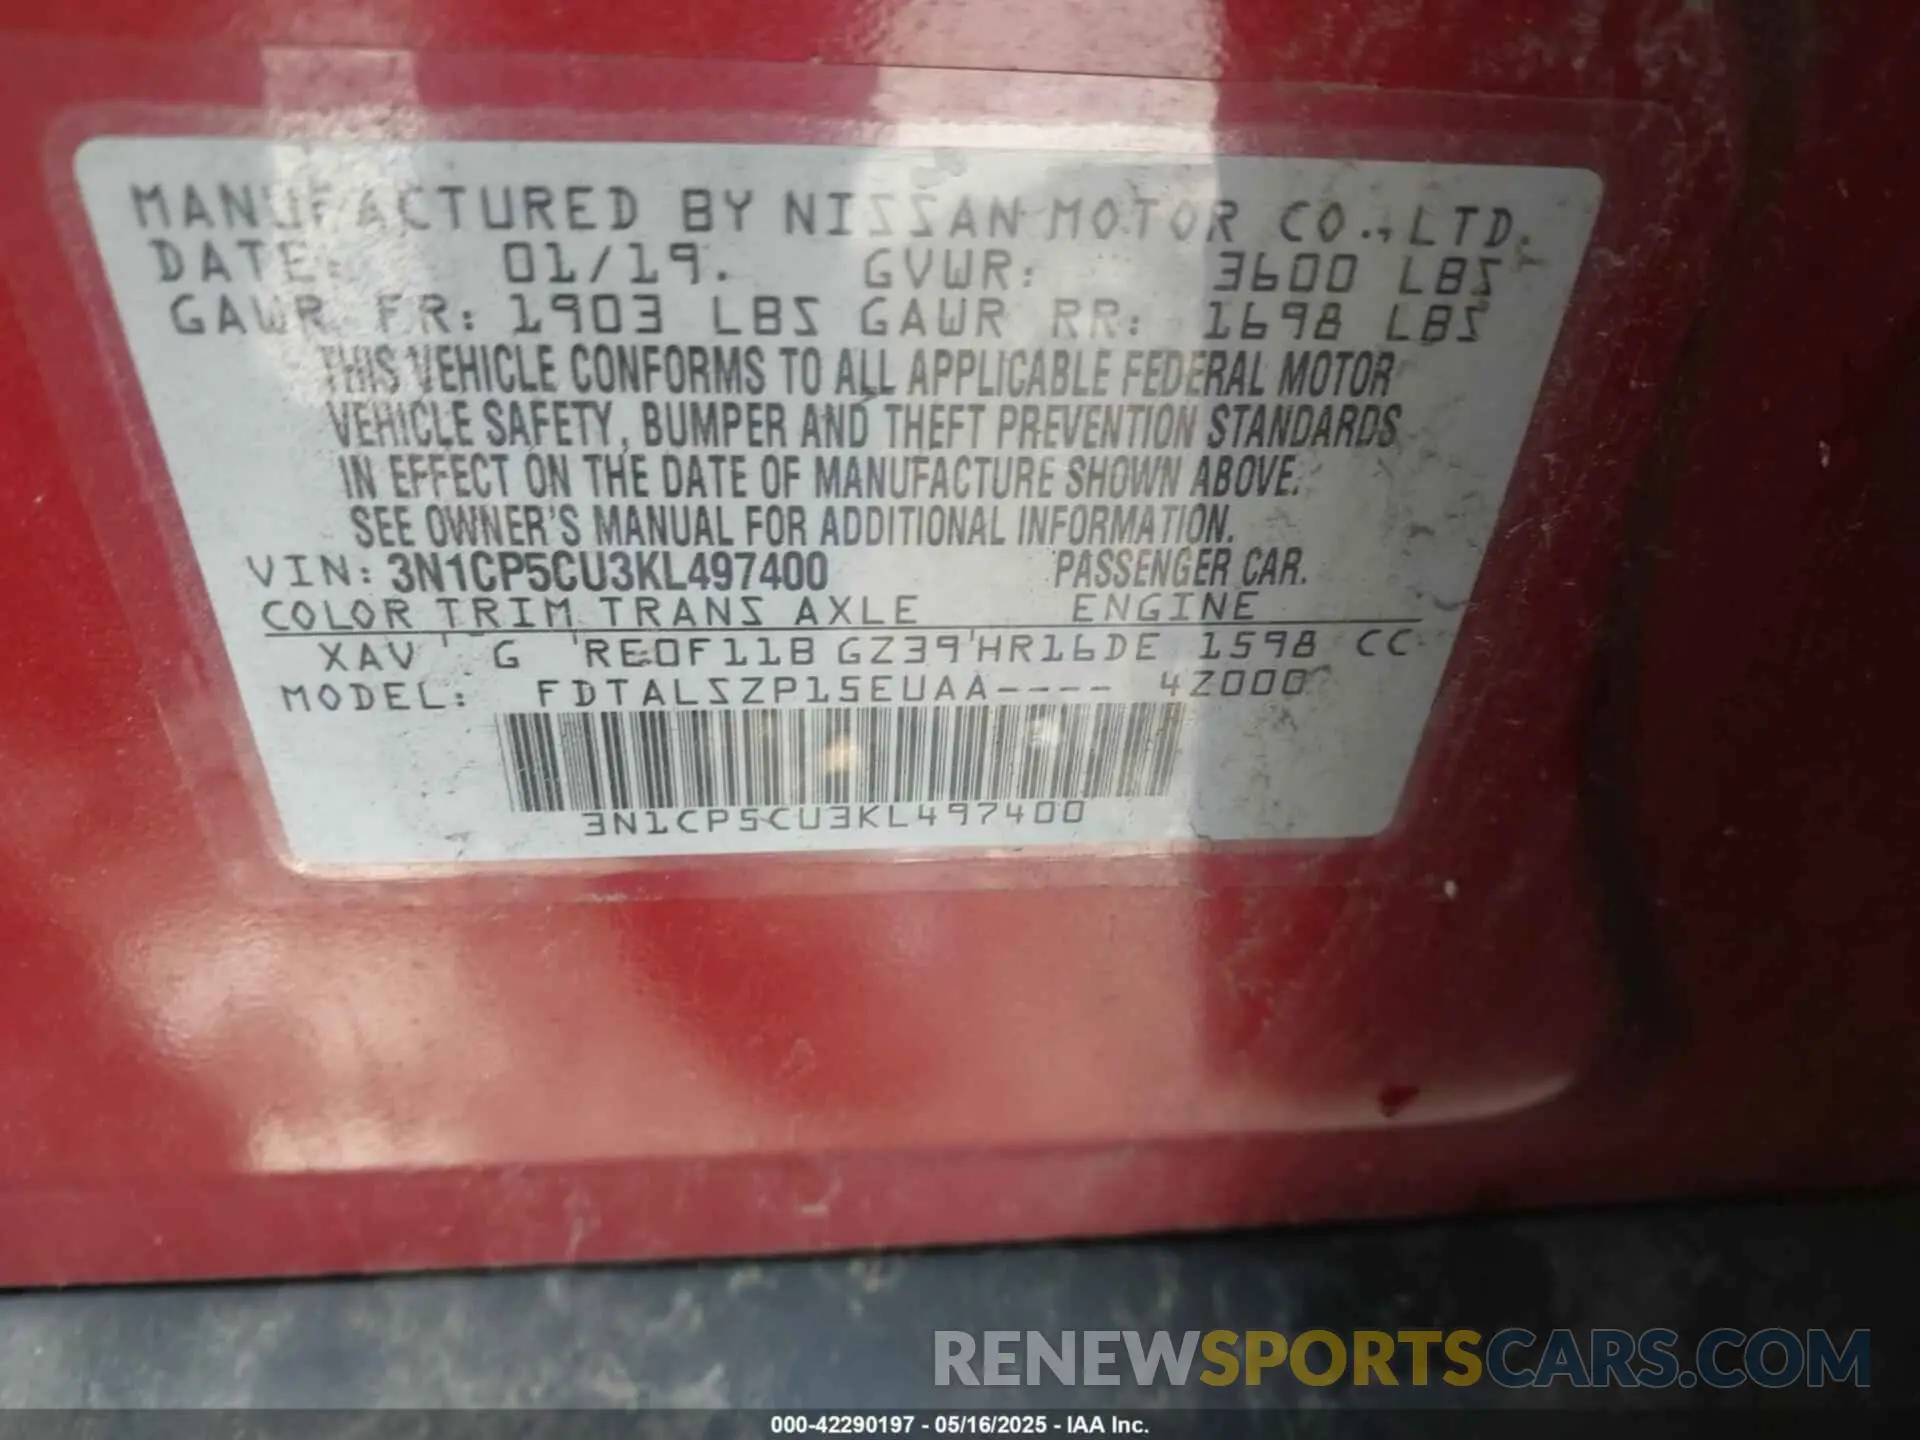 MANUFACTURED BY NISSAN MOTOR CO., LTD.
DATE: 01/19. GVWR: 3600 LBS
GAWR FR: 1903 LBS GAWR RR: 1698 LBS
THIS VEHICLE CONFORMS TO ALL APPLICABLE FEDERAL MOTOR
VEHICLE SAFETY, BUMPER AND THEFT PREVENTION STANDARDS
IN EFFECT ON THE DATE OF MANUFACTURE SHOWN ABOVE.
SEE OWNER'S MANUAL FOR ADDITIONAL INFORMATION.
VIN: 3N1CP5CU3KL497400 PASSENGER CAR.
COLOR TRIM TRANS AXLE ENGINE
XAV ' G ' RE0F11B GZ39 ' HR16DE 1598 CC
MODEL: FDTALSZP15EUAA---- 4Z000
3N1CP5CU3KL497400
RENEWSPORTSCARS.COM
000-42290197 - 05/16/2025 - IAA Inc.